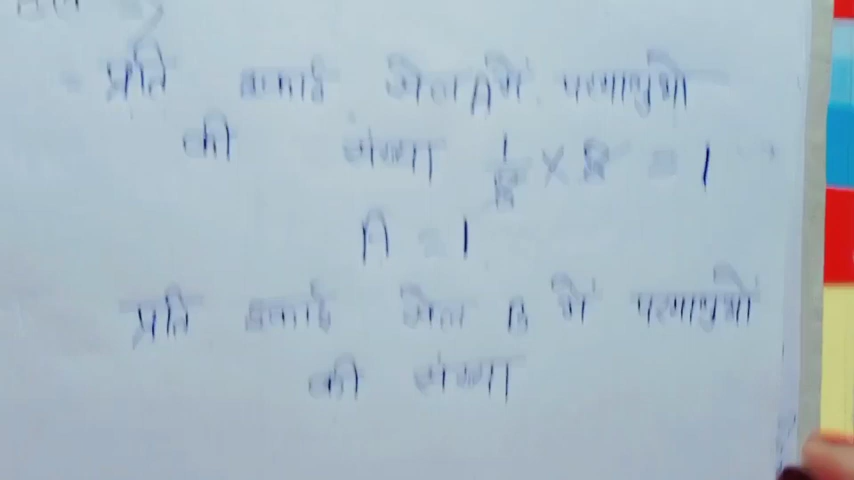 प्रति इकाई सेल A में परमाणुओं
की संख्या 1/8 × 8 = 1
A = 1
प्रति इकाई सेल B में परमाणुओं
की संख्या